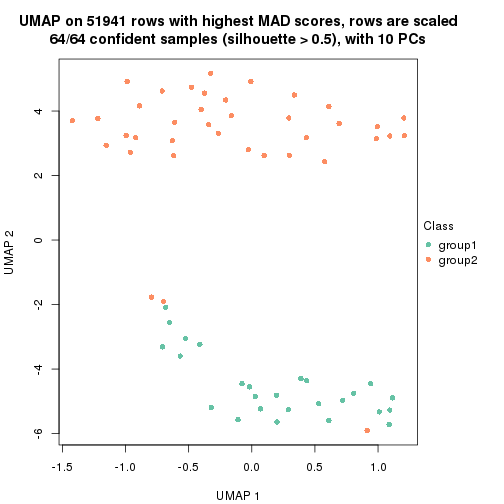 UMAP on 51941 rows with highest MAD scores, rows are scaled
64/64 confident samples (silhouette > 0.5), with 10 PCs
4
2
0
-2
-4
-6
UMAP 2
-1.5
-1.0
-0.5
0.0
0.5
1.0
UMAP 1
Class
group1
group2